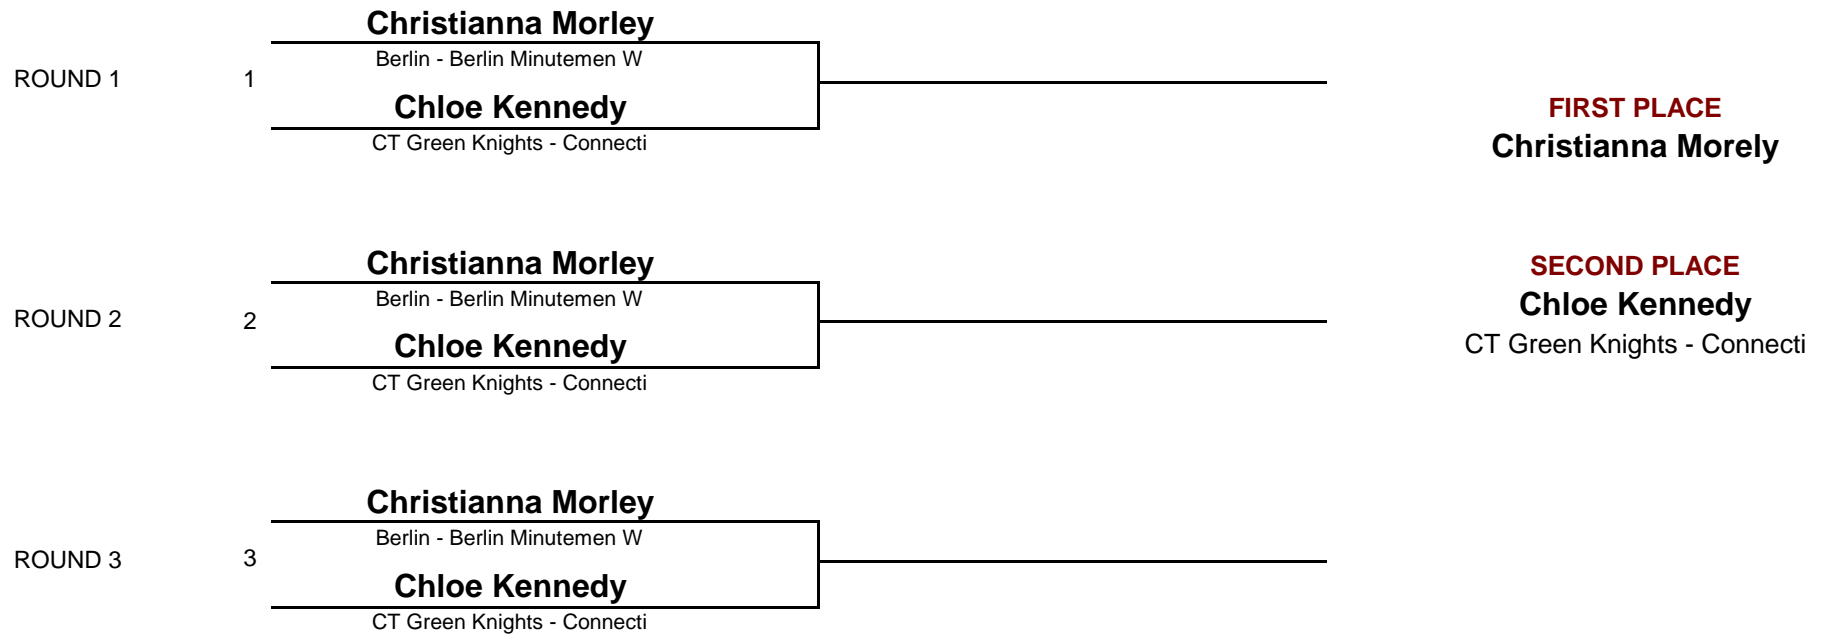 Christianna Morley
Berlin - Berlin Minutemen W
ROUND 1
1
Chloe Kennedy
CT Green Knights - Connecti
FIRST PLACE
Christianna Morely
Christianna Morley
Berlin - Berlin Minutemen W
ROUND 2
2
Chloe Kennedy
CT Green Knights - Connecti
SECOND PLACE
Chloe Kennedy
CT Green Knights - Connecti
Christianna Morley
Berlin - Berlin Minutemen W
ROUND 3
3
Chloe Kennedy
CT Green Knights - Connecti